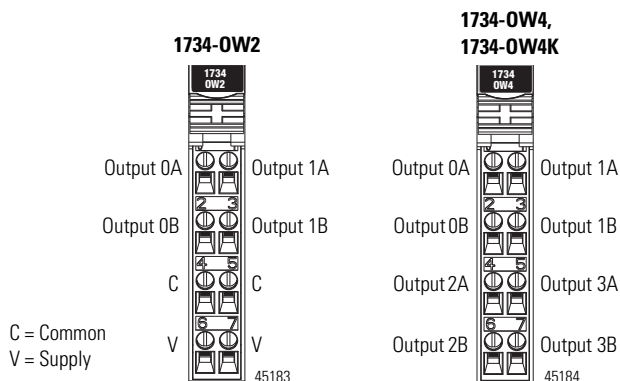 1734-OW2
1734-OW4,
1734-OW4K
1734
OW2
1734
OW4
Output 0A
Output 1A
Output 0A
Output 1A
2 3
2 3
Output 0B
Output 1B
Output 0B
Output 1B
4 5
4 5
C
C
Output 2A
Output 3A
6 7
6 7
C = Common
V = Supply
V
V
Output 2B
Output 3B
45183
45184